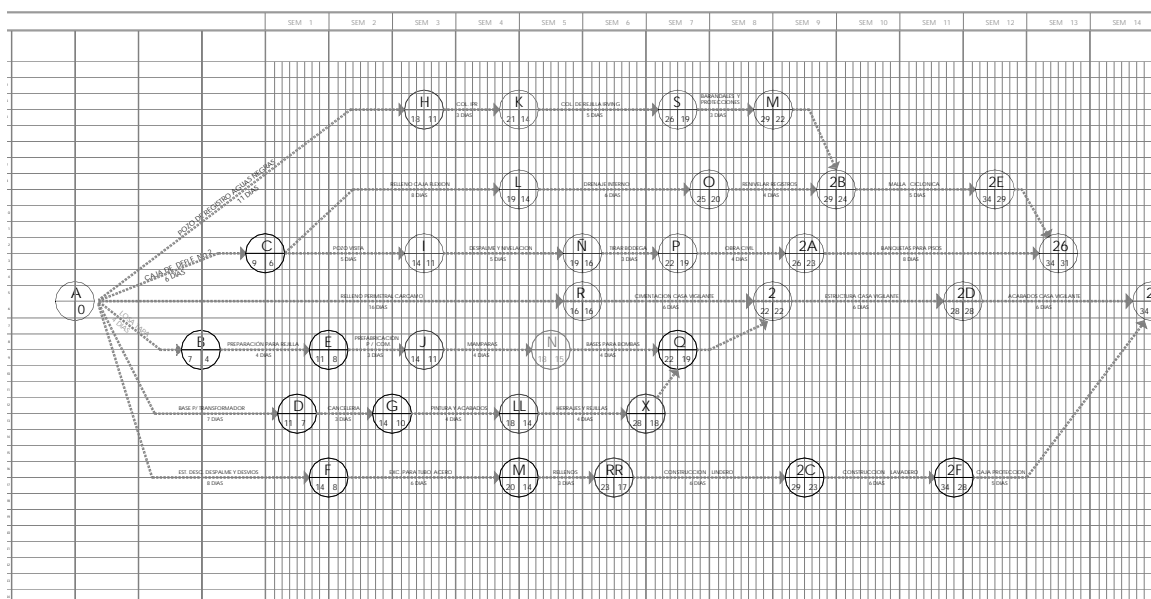 SEM 1 SEM 2 SEM 3 SEM 4 SEM 5 SEM 6 SEM 7 SEM 8 SEM 9 SEM 10 SEM 11 SEM 12 SEM 13 SEM 14
H
18 11
COL. IPR
3 DIAS
K
21 14
COL. DE REJILLA IRVING
5 DIAS
S
26 19
BARANDALES Y
PROTECCIONES
3 DIAS
M
29 22
POZO DE REGISTRO AGUAS NEGRAS
11 DIAS
RELLENO CAJA FLEXION
8 DIAS
L
19 14
DRENAJE INTERNO
6 DIAS
O
25 20
RENIVELAR REGISTROS
4 DIAS
2B
29 24
MALLA CICLONICA
5 DIAS
2E
34 29
6 DIAS
C
9 6
POZO VISITA
5 DIAS
I
14 11
DESPALME Y NIVELACION
5 DIAS
Ñ
19 16
TIRAR BODEGA
3 DIAS
P
22 19
OBRA CIVIL
4 DIAS
2A
26 23
BANQUETAS PARA PISOS
8 DIAS
26
34 31
A
0
RELLENO PERIMETRAL CARCAMO
16 DIAS
R
16 16
CIMENTACION CASA VIGILANTE
6 DIAS
2
22 22
ESTRUCTURA CASA VIGILANTE
6 DIAS
2D
28 28
ACABADOS CASA VIGILANTE
6 DIAS
2
34
B
7 4
PREPARACION PARA REJILLA
4 DIAS
E
11 8
PREFABRICACION
P / COM.
3 DIAS
J
14 11
MAMPARAS
4 DIAS
N
18 15
BASES PARA BOMBAS
4 DIAS
Q
22 19
BASE P/ TRANSFORMADOR
7 DIAS
D
11 7
CANCELERIA
3 DIAS
G
14 10
PINTURA Y ACABADOS
4 DIAS
LL
18 14
HERRAJES Y REJILLAS
4 DIAS
X
28 18
EST. DESC. DESPALME Y DESVIOS
8 DIAS
F
14 8
EXC. PARA TUBO ACERO
6 DIAS
M
20 14
RELLENOS
3 DIAS
RR
23 17
CONSTRUCCION LINDERO
6 DIAS
2C
29 23
CONSTRUCCION LAVADERO
6 DIAS
2F
34 28
CAJA PROTECCION
5 DIAS